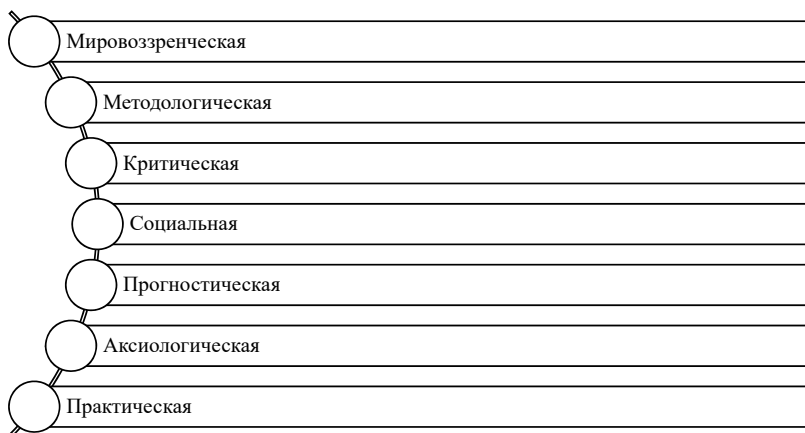 Мировоззренческая
Методологическая
Критическая
Социальная
Прогностическая
Аксиологическая
Практическая